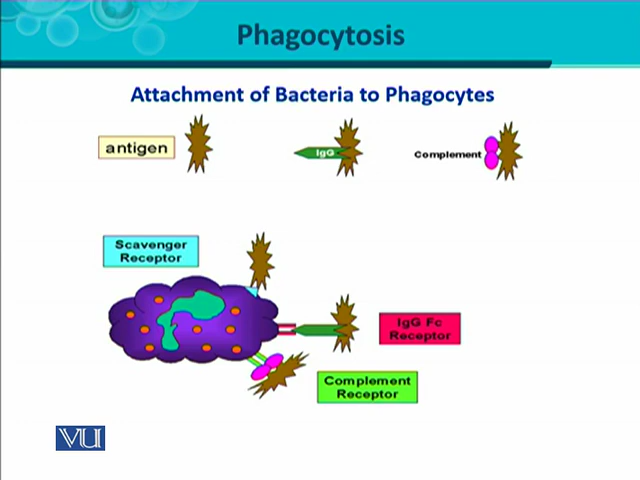 Phagocytosis
Attachment of Bacteria to Phagocytes
antigen
IgG
Complement
Scavenger
Receptor
IgG Fc
Receptor
Complement
Receptor
VU